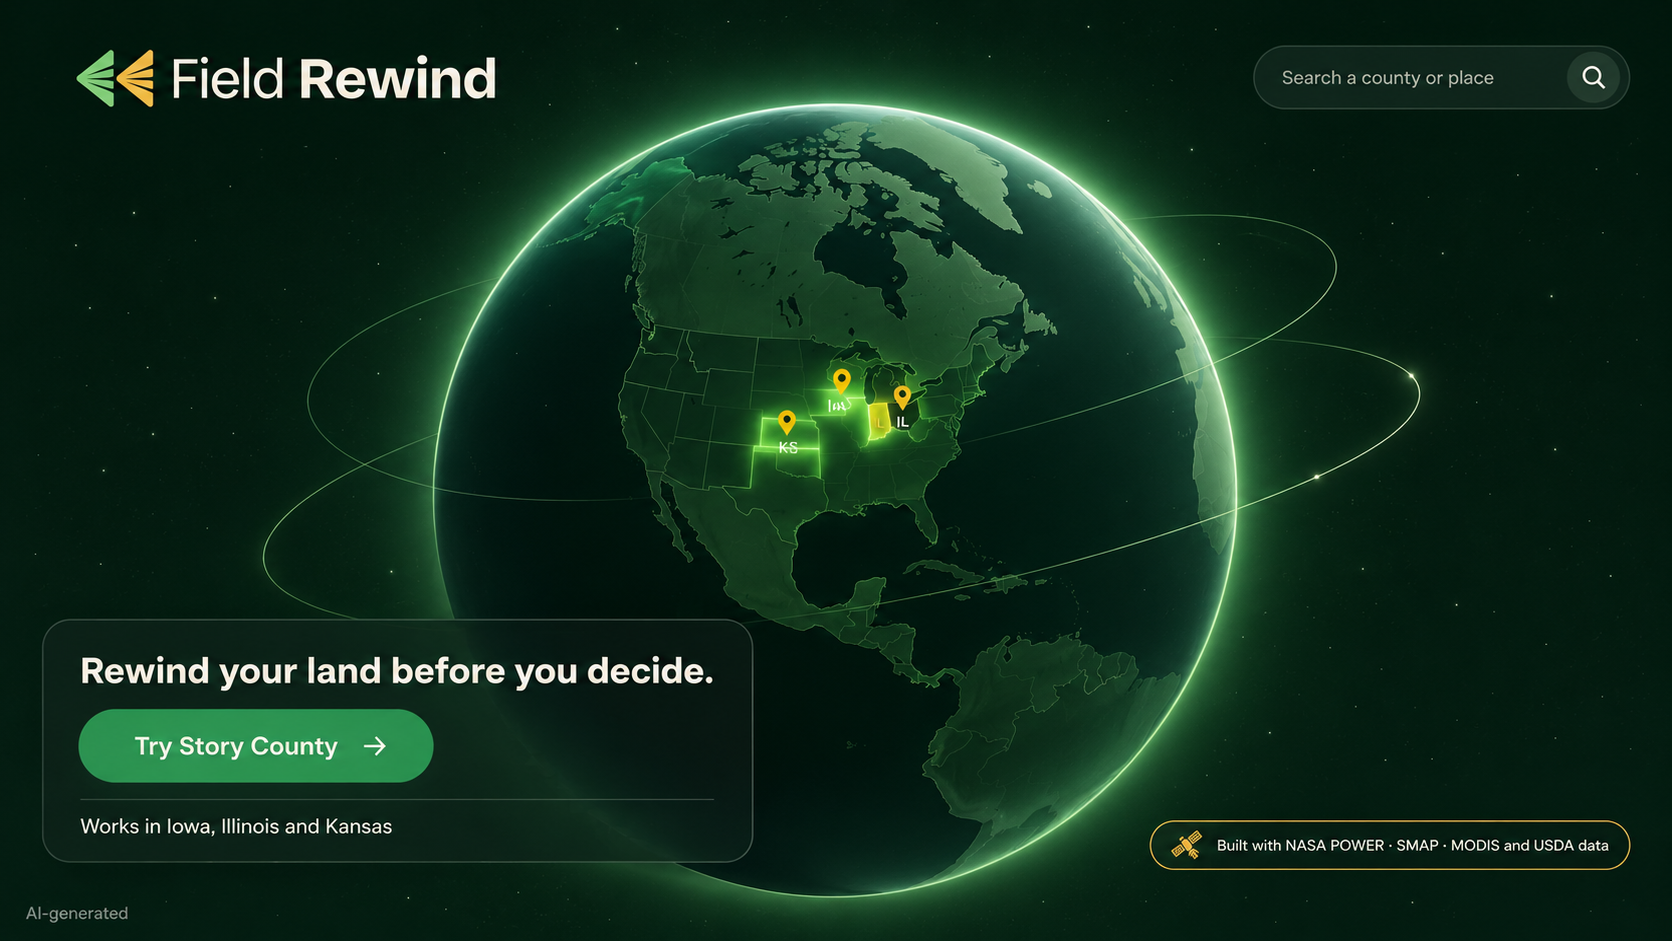 Field Rewind
Search a county or place
KS
IL
Rewind your land before you decide.
Try Story County
Works in Iowa, Illinois and Kansas
Built with NASA POWER · SMAP · MODIS and USDA data
AI-generated